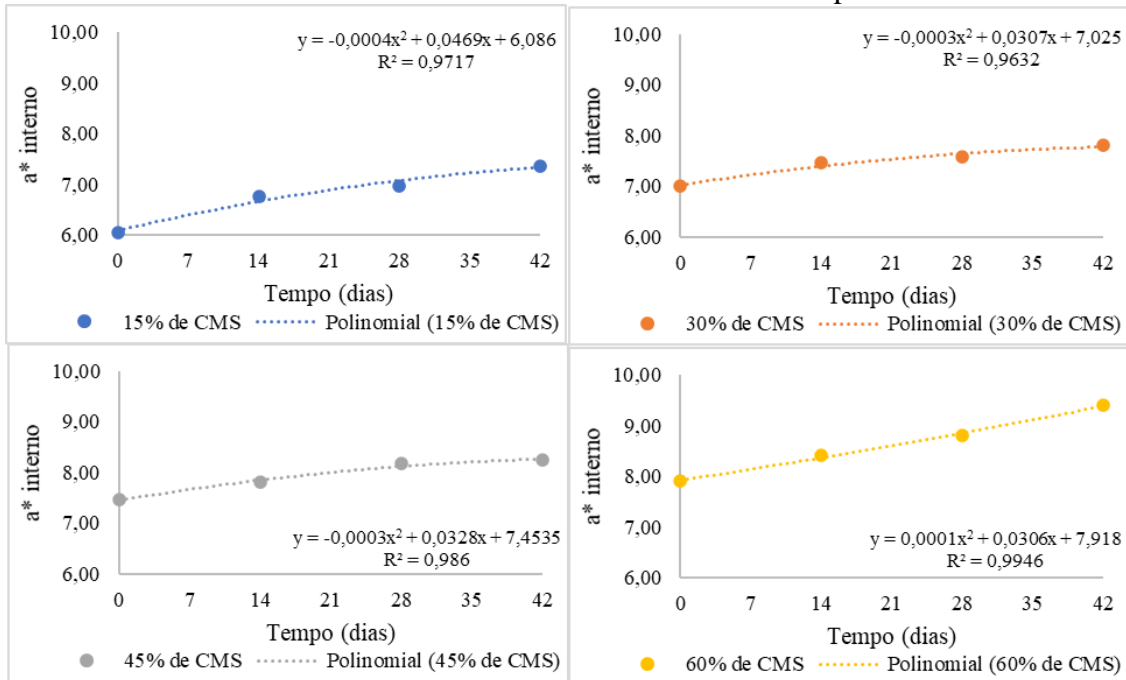 10,00
9,00
8,00
7,00
6,00
a* interno
y = -0,0004x² + 0,0469x + 6,086
R² = 0,9717
0 7 14 21 28 35 42
Tempo (dias)
15% de CMS Polinomial (15% de CMS)
10,00
9,00
8,00
7,00
6,00
a* interno
y = -0,0003x² + 0,0307x + 7,025
R² = 0,9632
0 7 14 21 28 35 42
Tempo (dias)
30% de CMS Polinomial (30% de CMS)
10,00
9,00
8,00
7,00
6,00
a* interno
y = -0,0003x² + 0,0328x + 7,4535
R² = 0,986
0 7 14 21 28 35 42
Tempo (dias)
45% de CMS Polinomial (45% de CMS)
10,00
9,00
8,00
7,00
6,00
a* interno
y = 0,0001x² + 0,0306x + 7,918
R² = 0,9946
0 7 14 21 28 35 42
Tempo (dias)
60% de CMS Polinomial (60% de CMS)